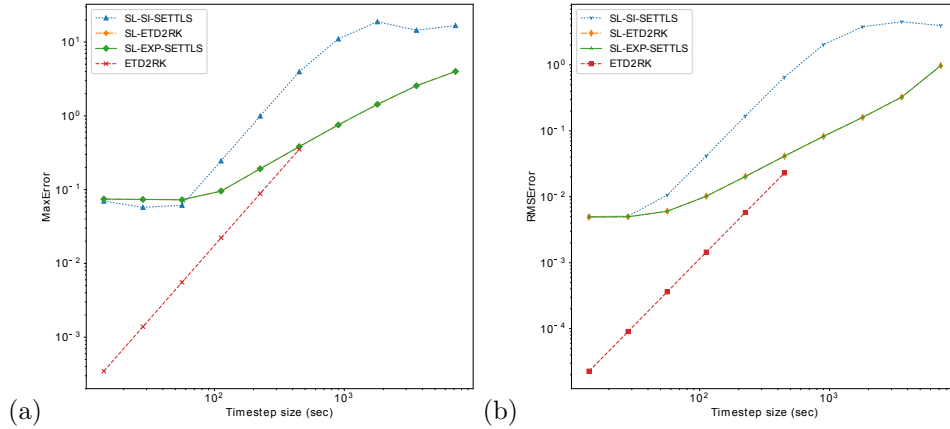 SL-SI-SETTLS
SL-ETD2RK
SL-EXP-SETTLS
ETD2RK
MaxError
10^1
10^0
10^-1
10^-2
10^-3
10^2
10^3
Timestep size (sec)
(a)
SL-SI-SETTLS
SL-ETD2RK
SL-EXP-SETTLS
ETD2RK
RMSError
10^0
10^-1
10^-2
10^-3
10^-4
10^2
10^3
Timestep size (sec)
(b)